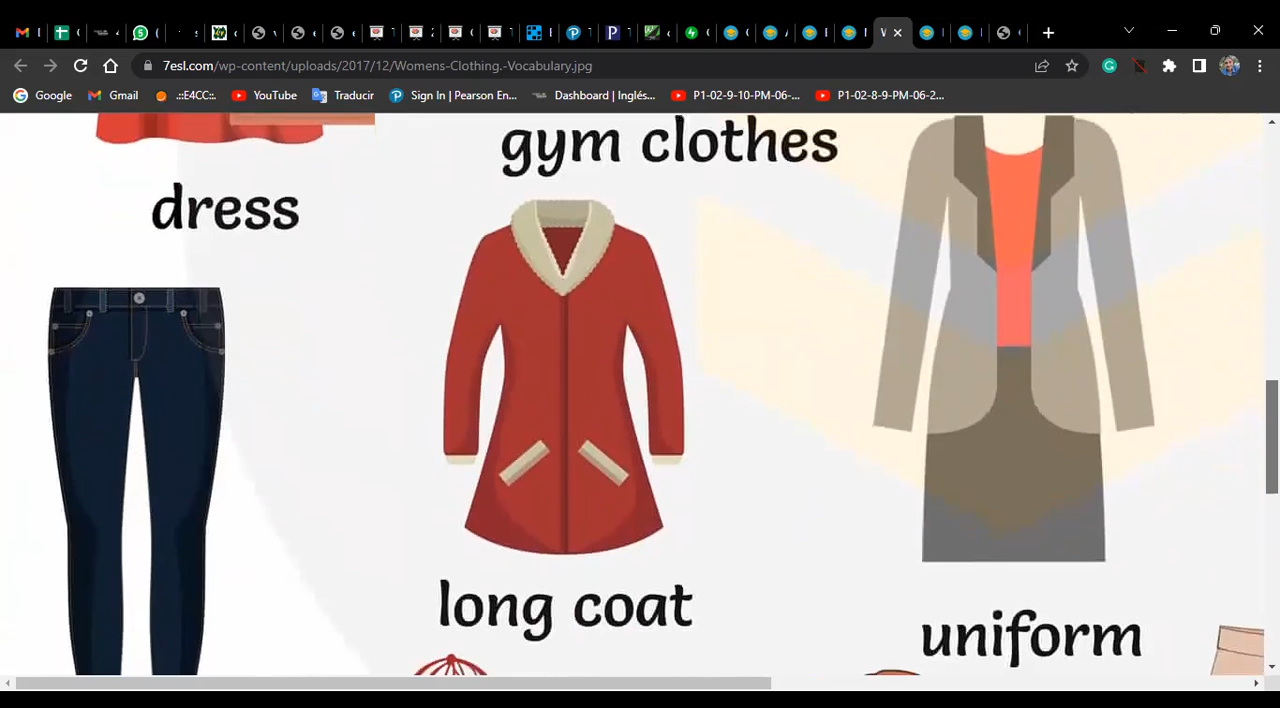 7esl.com/wp-content/uploads/2017/12/Womens-Clothing.-Vocabulary.jpg
Google
Gmail
.::E4CC::.
YouTube
Traducir
Sign In | Pearson En...
Dashboard | Inglés...
P1-02-9-10-PM-06-...
P1-02-8-9-PM-06-2...
gym clothes
dress
long coat
uniform